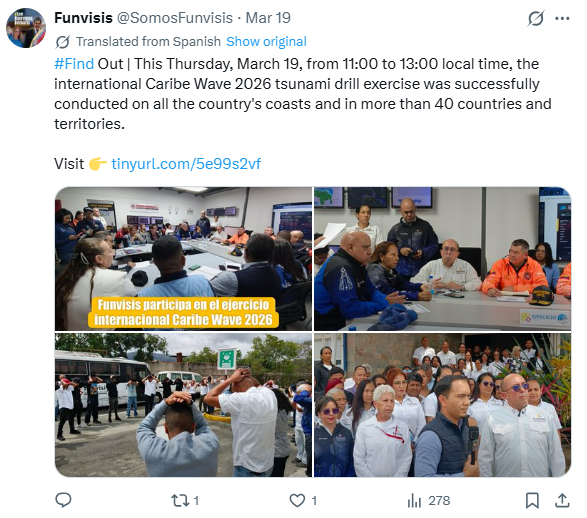 Funvisis @SomosFunvisis · Mar 19
Translated from Spanish Show original
#Find Out | This Thursday, March 19, from 11:00 to 13:00 local time, the
international Caribe Wave 2026 tsunami drill exercise was successfully
conducted on all the country's coasts and in more than 40 countries and
territories.
Visit 👉 tinyurl.com/5e99s2vf
Funvisis participa en el ejercicio
internacional Caribe Wave 2026
1
1
278